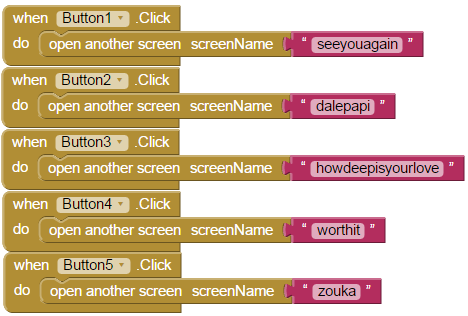 when Button1 .Click
do open another screen screenName " seeyouagain "
when Button2 .Click
do open another screen screenName " dalepapi "
when Button3 .Click
do open another screen screenName " howdeepisyourlove "
when Button4 .Click
do open another screen screenName " worthit "
when Button5 .Click
do open another screen screenName " zouka "